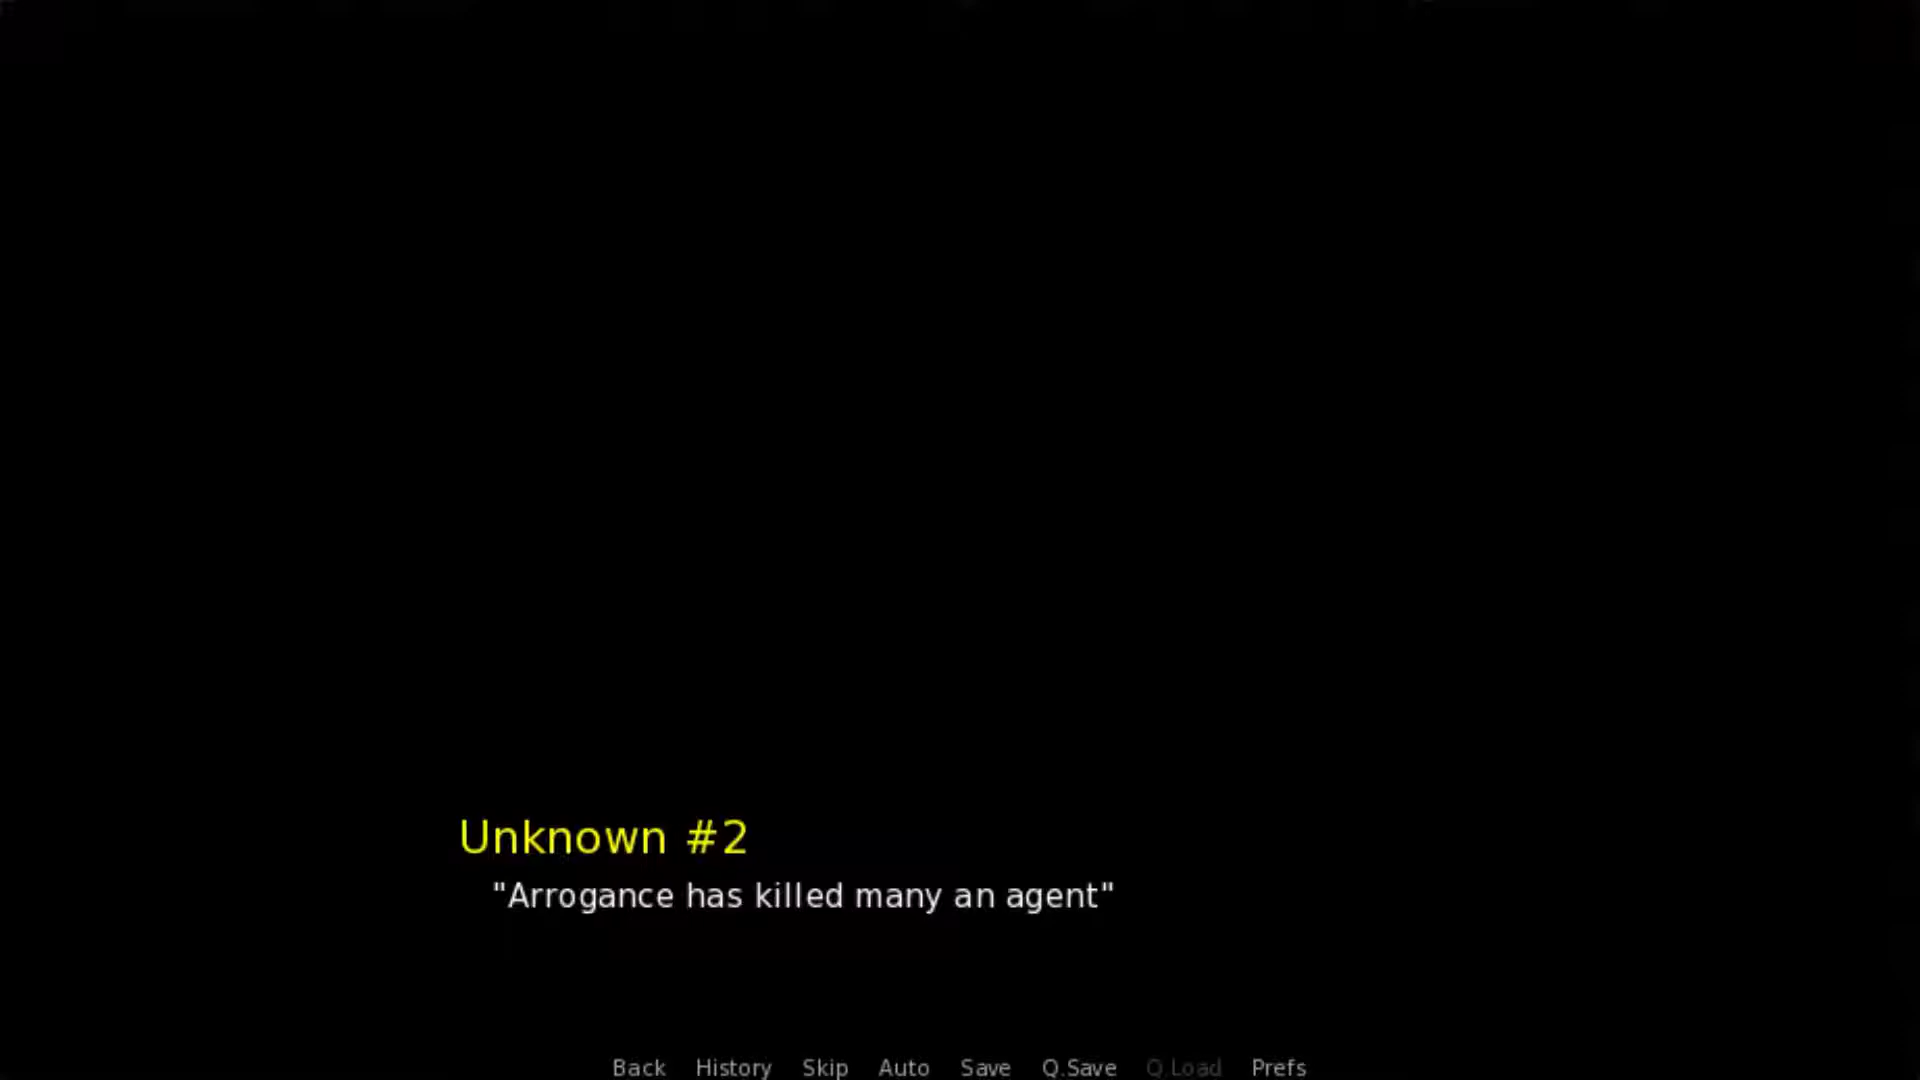 Unknown #2
"Arrogance has killed many an agent"
Back History Skip Auto Save Q.Save Q.Load Prefs